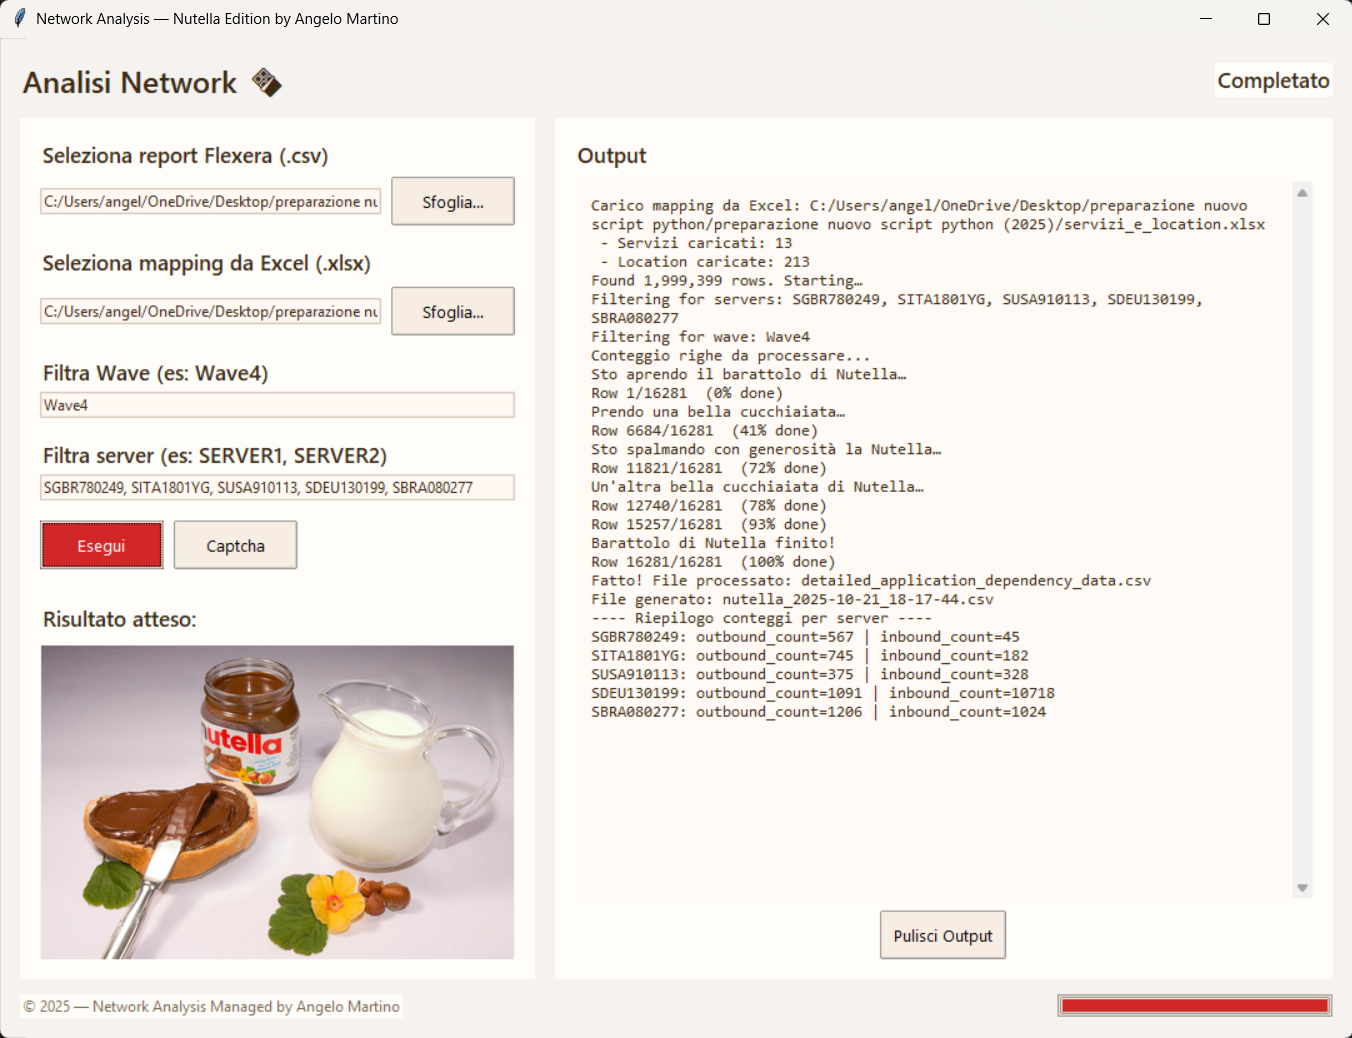 Network Analysis — Nutella Edition by Angelo Martino
Analisi Network
Completato
Seleziona report Flexera (.csv)
C:/Users/angel/OneDrive/Desktop/preparazione nu
Sfoglia...
Seleziona mapping da Excel (.xlsx)
C:/Users/angel/OneDrive/Desktop/preparazione nu
Sfoglia...
Filtra Wave (es: Wave4)
Wave4
Filtra server (es: SERVER1, SERVER2)
SGBR780249, SITA1801YG, SUSA910113, SDEU130199, SBRA080277
Esegui
Captcha
Risultato atteso:
utella
Output
Carico mapping da Excel: C:/Users/angel/OneDrive/Desktop/preparazione nuovo
script python/preparazione nuovo script python (2025)/servizi_e_location.xlsx
- Servizi caricati: 13
- Location caricate: 213
Found 1,999,399 rows. Starting…
Filtering for servers: SGBR780249, SITA1801YG, SUSA910113, SDEU130199,
SBRA080277
Filtering for wave: Wave4
Conteggio righe da processare...
Sto aprendo il barattolo di Nutella…
Row 1/16281  (0% done)
Prendo una bella cucchiaiata…
Row 6684/16281  (41% done)
Sto spalmando con generosità la Nutella…
Row 11821/16281  (72% done)
Un'altra bella cucchiaiata di Nutella…
Row 12740/16281  (78% done)
Row 15257/16281  (93% done)
Barattolo di Nutella finito!
Row 16281/16281  (100% done)
Fatto! File processato: detailed_application_dependency_data.csv
File generato: nutella_2025-10-21_18-17-44.csv
---- Riepilogo conteggi per server ----
SGBR780249: outbound_count=567 | inbound_count=45
SITA1801YG: outbound_count=745 | inbound_count=182
SUSA910113: outbound_count=375 | inbound_count=328
SDEU130199: outbound_count=1091 | inbound_count=10718
SBRA080277: outbound_count=1206 | inbound_count=1024
Pulisci Output
© 2025 — Network Analysis Managed by Angelo Martino